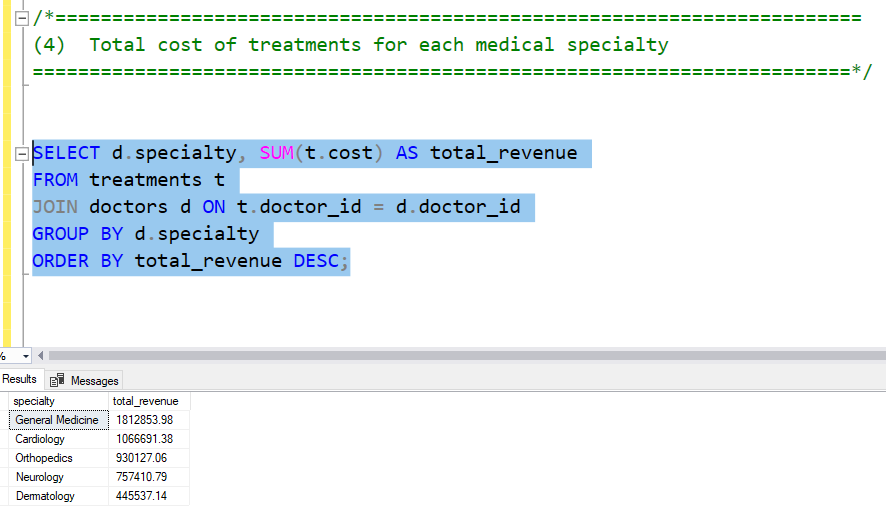 /*=======================================================================
(4)  Total cost of treatments for each medical specialty
========================================================================*/
SELECT d.specialty, SUM(t.cost) AS total_revenue
FROM treatments t
JOIN doctors d ON t.doctor_id = d.doctor_id
GROUP BY d.specialty
ORDER BY total_revenue DESC;
%
Results Messages
specialty total_revenue
General Medicine 1812853.98
Cardiology 1066691.38
Orthopedics 930127.06
Neurology 757410.79
Dermatology 445537.14